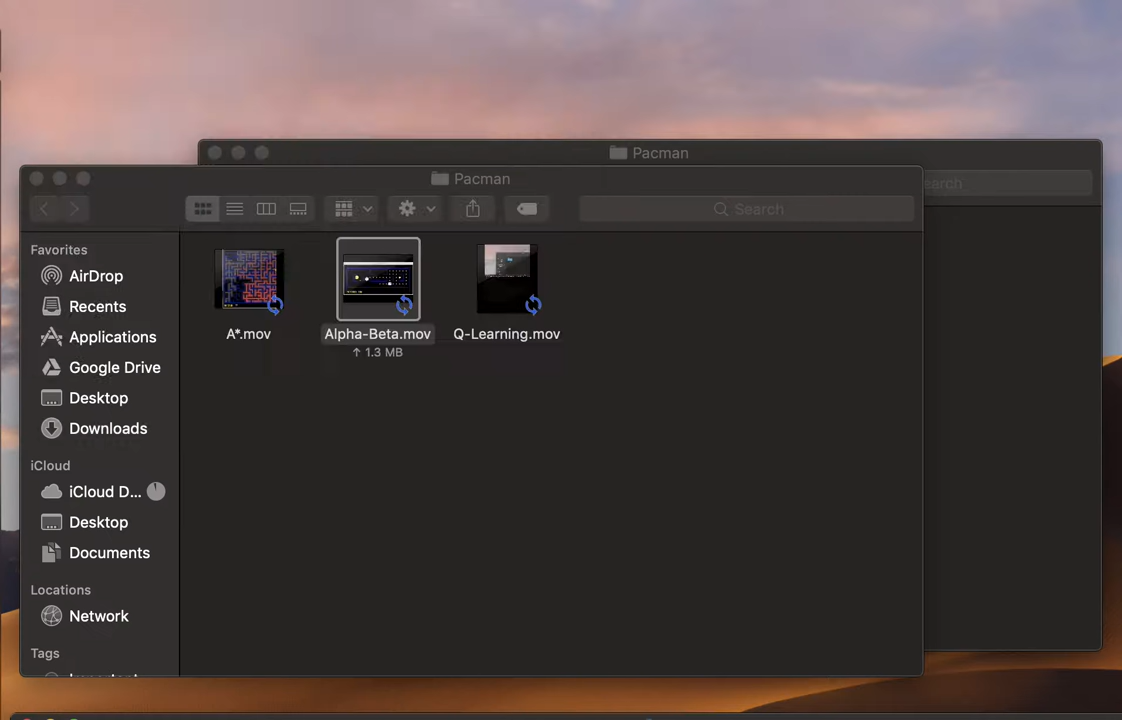 Pacman
earch
Pacman
Search
Favorites
AirDrop
Recents
Applications
Google Drive
Desktop
Downloads
iCloud
iCloud D...
Desktop
Documents
Locations
Network
Tags
A*.mov
Alpha-Beta.mov
↑ 1.3 MB
Q-Learning.mov